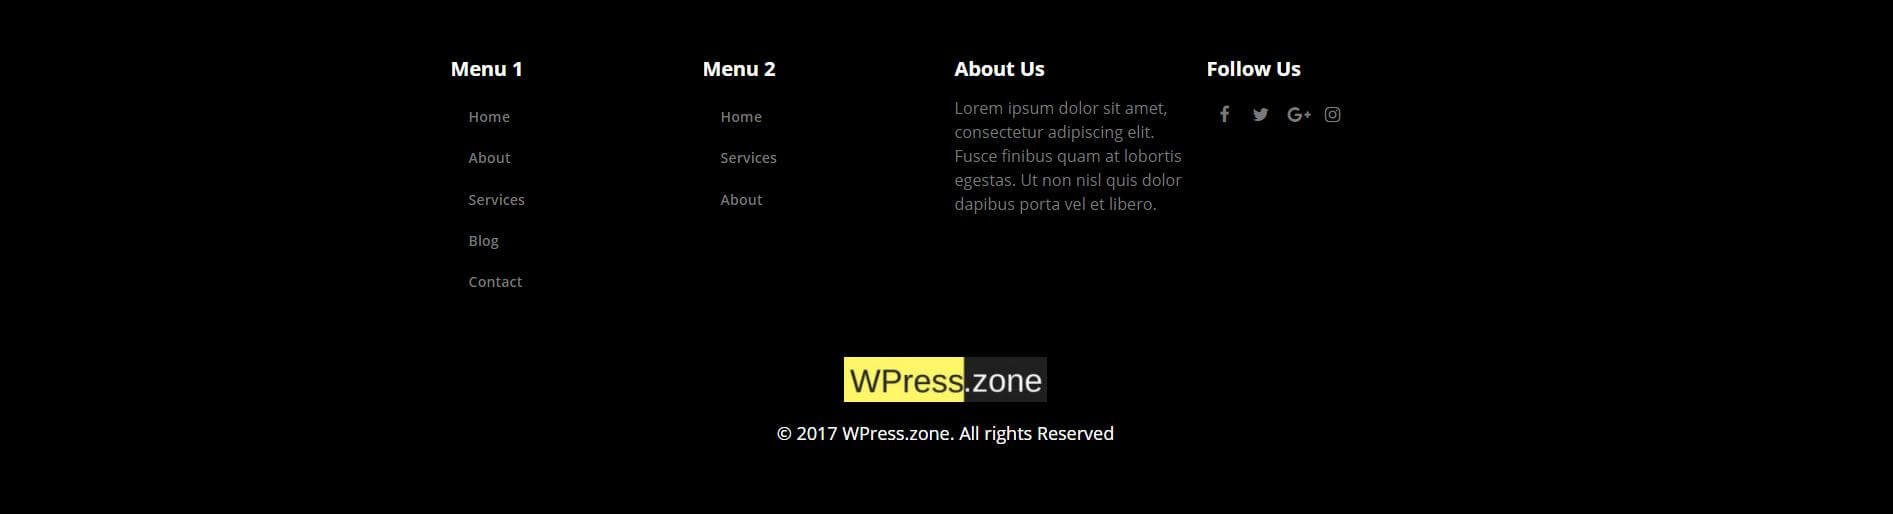 Menu 1
Home
About
Services
Blog
Contact
Menu 2
Home
Services
About
About Us
Lorem ipsum dolor sit amet,
consectetur adipiscing elit.
Fusce finibus quam at lobortis
egestas. Ut non nisl quis dolor
dapibus porta vel et libero.
Follow Us
WPress.zone
© 2017 WPress.zone. All rights Reserved